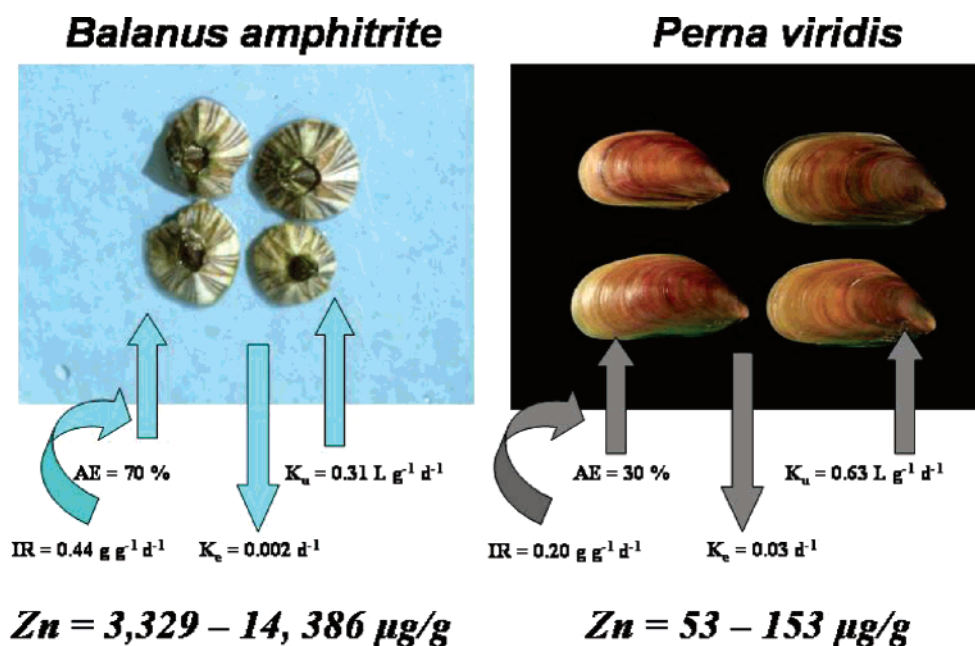 Balanus amphitrite
Perna viridis
AE = 70 %
K_u = 0.31 L g⁻¹ d⁻¹
IR = 0.44 g g⁻¹ d⁻¹
K_e = 0.002 d⁻¹
AE = 30 %
K_u = 0.63 L g⁻¹ d⁻¹
IR = 0.20 g g⁻¹ d⁻¹
K_e = 0.03 d⁻¹
Zn = 3,329 – 14, 386 µg/g
Zn = 53 – 153 µg/g